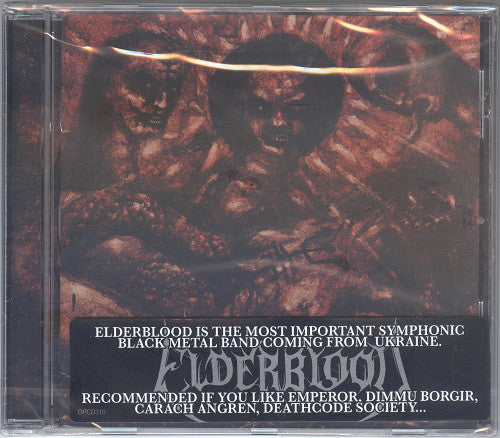 ELDERBLOOD IS THE MOST IMPORTANT SYMPHONIC
BLACK METAL BAND COMING FROM UKRAINE.
ELDERBLOOD
RECOMMENDED IF YOU LIKE EMPEROR, DIMMU BORGIR,
CARACH ANGREN, DEATHCODE SOCIETY...
OPCD310